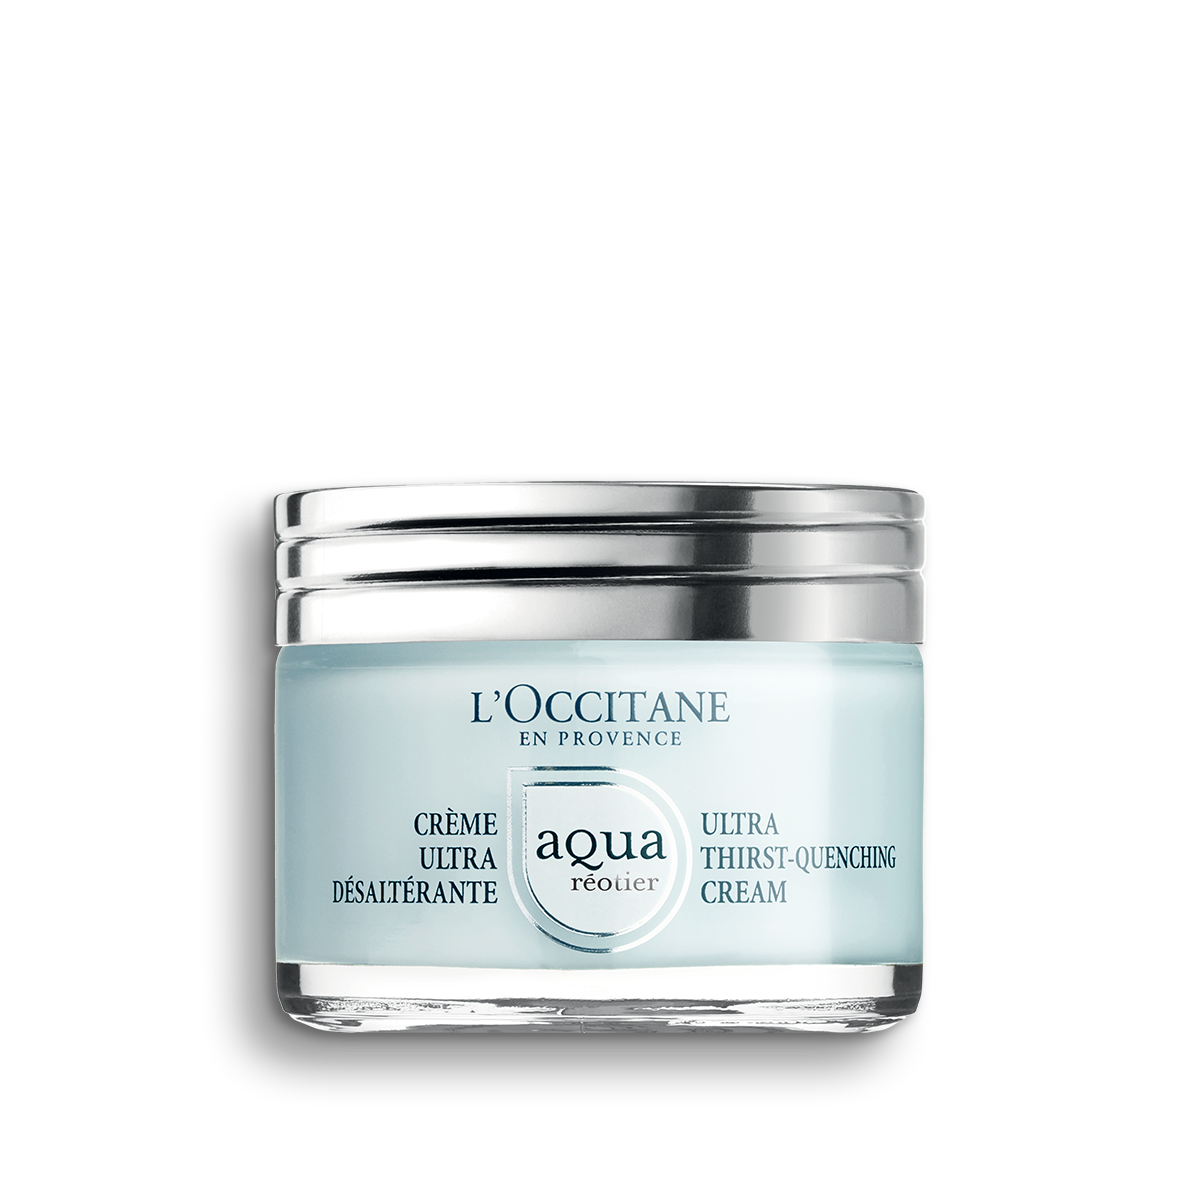 L'OCCITANE
EN PROVENCE
CRÈME
ULTRA
DÉSALTÉRANTE
aqua
réotier
ULTRA
THIRST-QUENCHING
CREAM